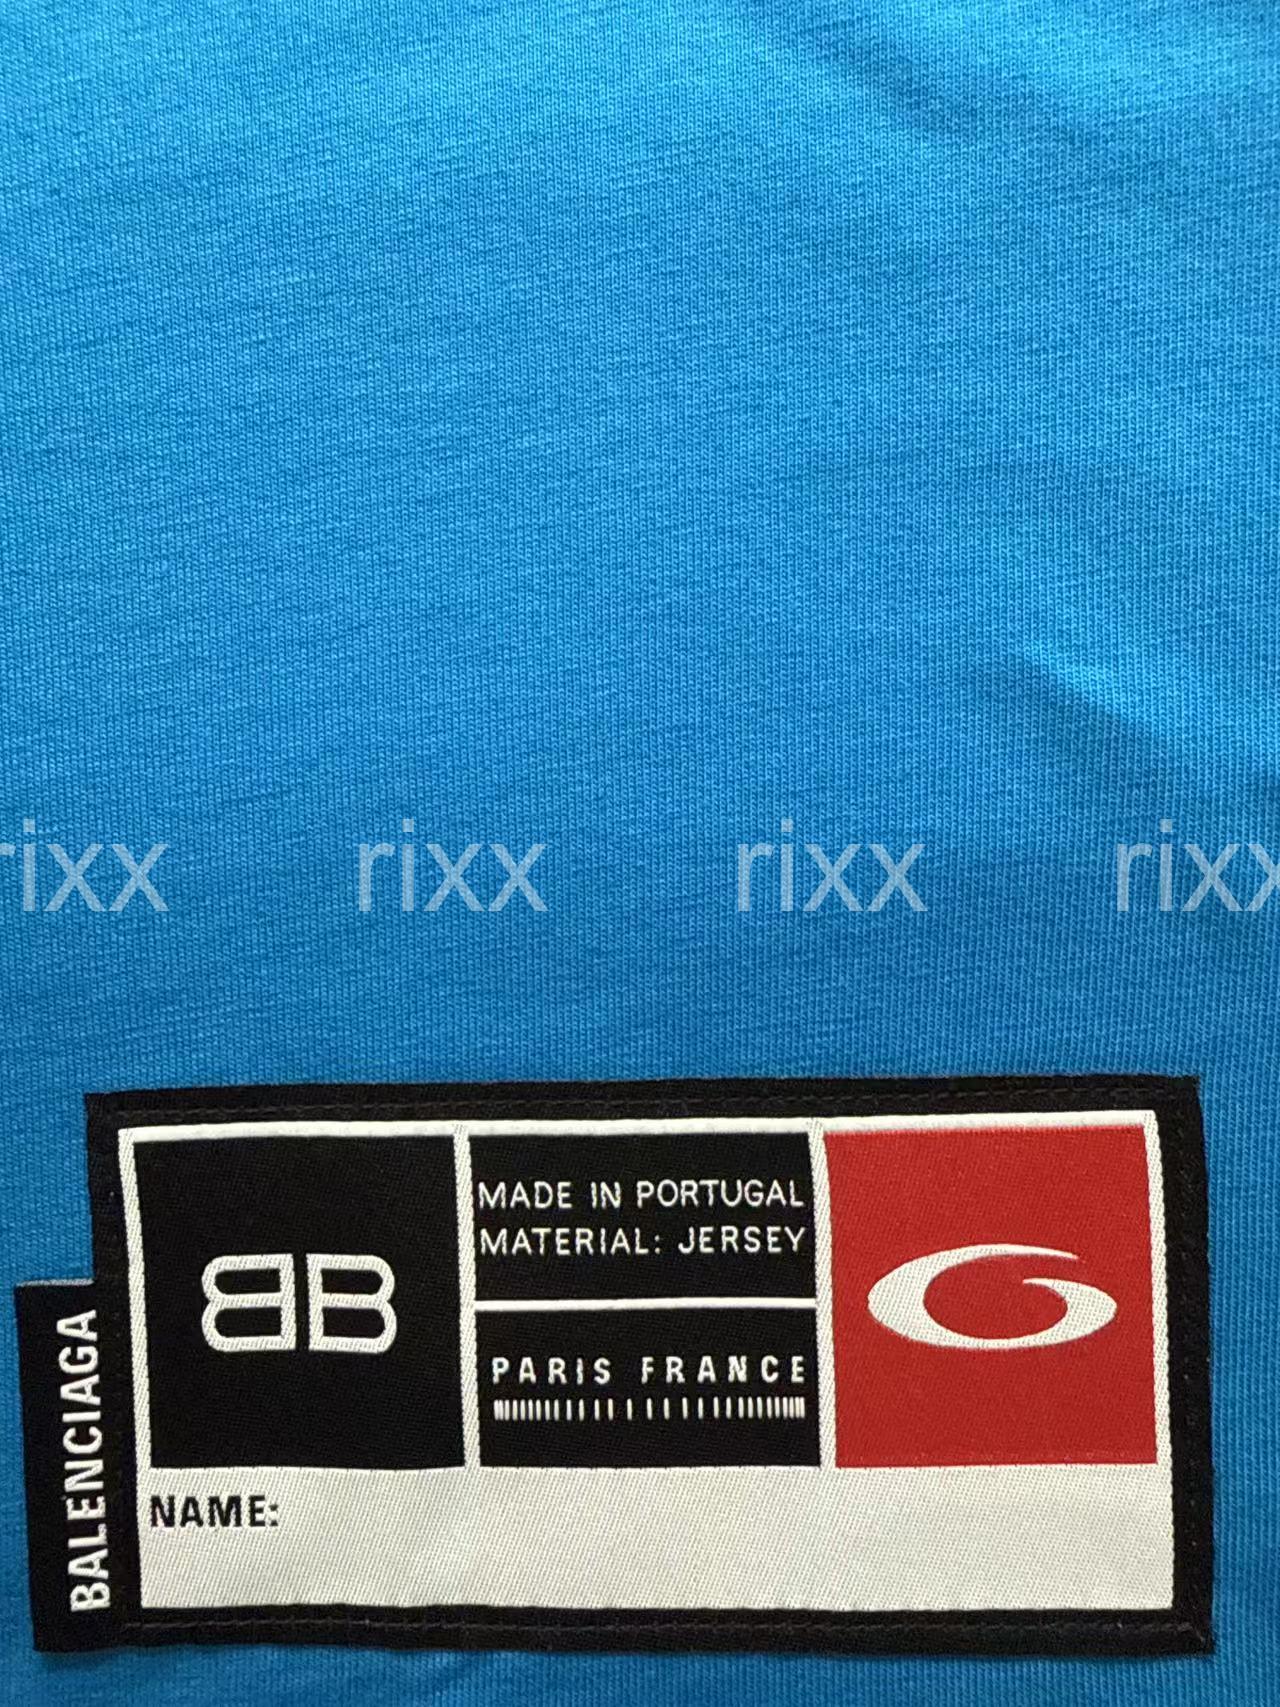 rixx rixx rixx rixx
MADE IN PORTUGAL
MATERIAL: JERSEY
BB
PARIS FRANCE
BALENCIAGA
NAME: